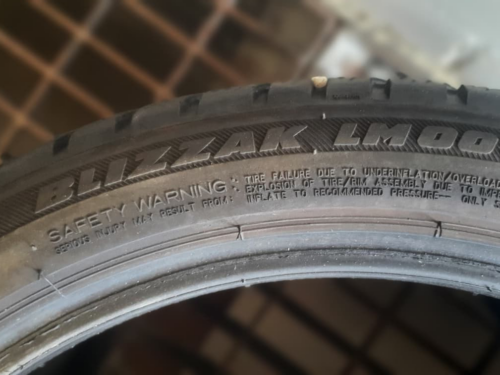 BLIZZAK LM00
SAFETY WARNING:
SERIOUS INJURY MAY RESULT FROM:
TIRE FAILURE DUE TO UNDERINFLATION/OVERLOAD
EXPLOSION OF TIRE/RIM ASSEMBLY DUE TO IMP
INFLATE TO RECOMMENDED PRESSURE— ONLY S